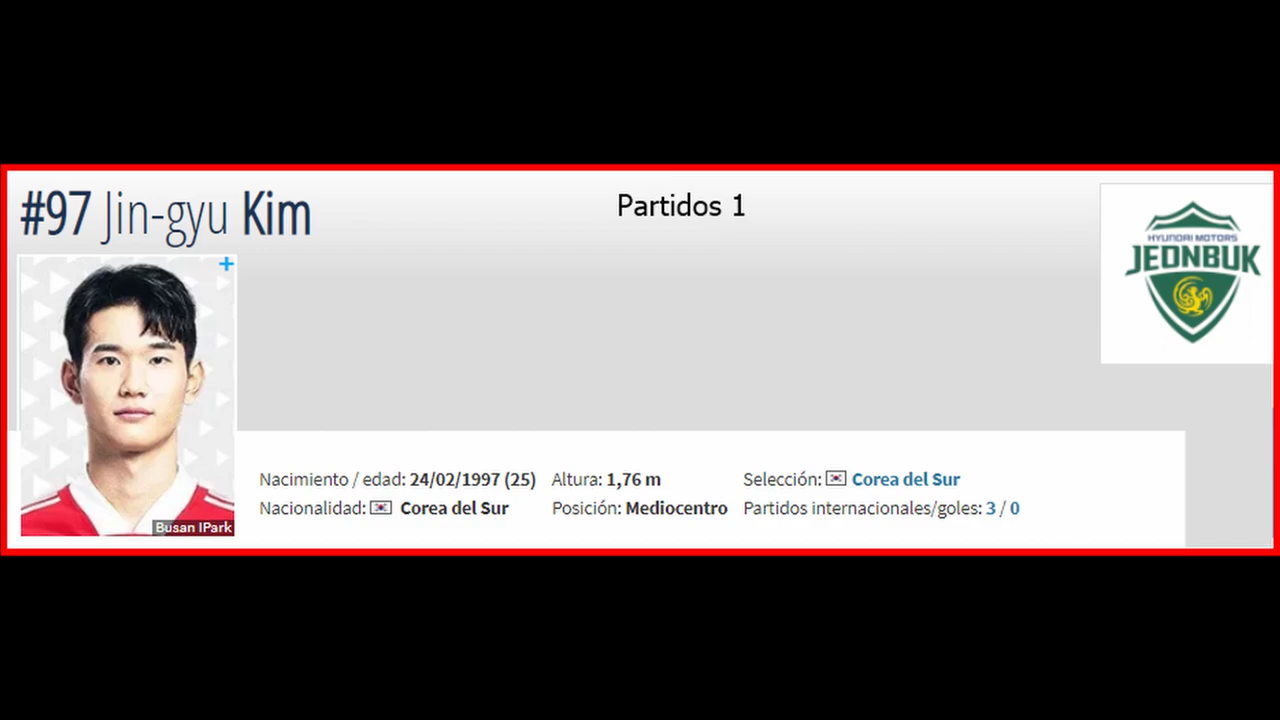 #97 Jin-gyu Kim
Partidos 1
HYUNDAI MOTORS
JEONBUK
+
Busan IPark
Nacimiento / edad: 24/02/1997 (25) Altura: 1,76 m Selección: Corea del Sur
Nacionalidad: Corea del Sur Posición: Mediocentro Partidos internacionales/goles: 3 / 0